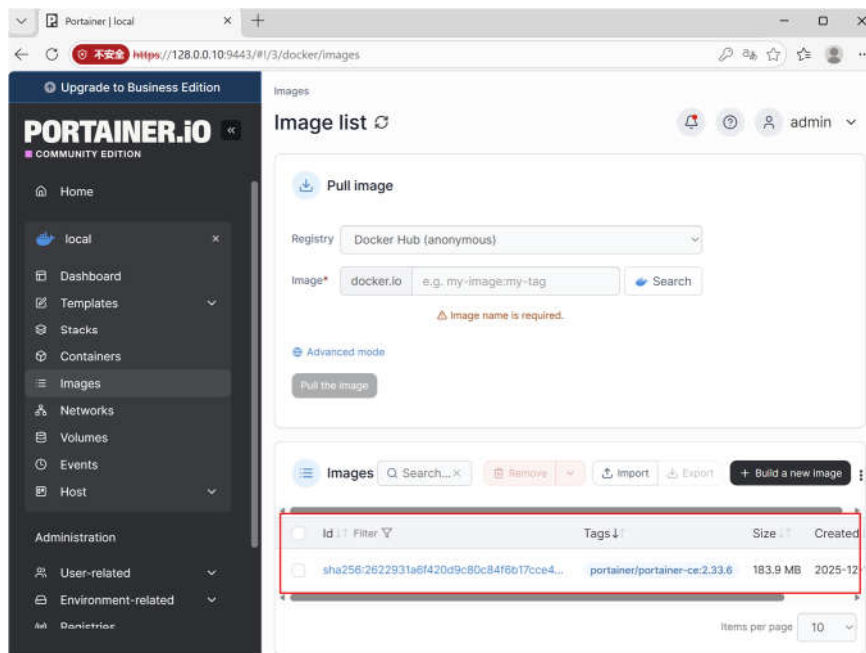 Portainer | local
不安全 https://128.0.0.10:9443/#!/3/docker/images
Upgrade to Business Edition
PORTAINER.iO
COMMUNITY EDITION
Home
local
Dashboard
Templates
Stacks
Containers
Images
Networks
Volumes
Events
Host
Administration
User-related
Environment-related
Registries
Images
Image list
admin
Pull image
Registry Docker Hub (anonymous)
Image* docker.io e.g. my-image:my-tag Search
Image name is required.
Advanced mode
Pull the image
Images Search... Remove Import Export + Build a new image
Id Filter Tags Size Created
sha256:2622931a6f420d9c80c84f6b17cce4... portainer/portainer-ce:2.33.6 183.9 MB 2025-12-
Items per page 10